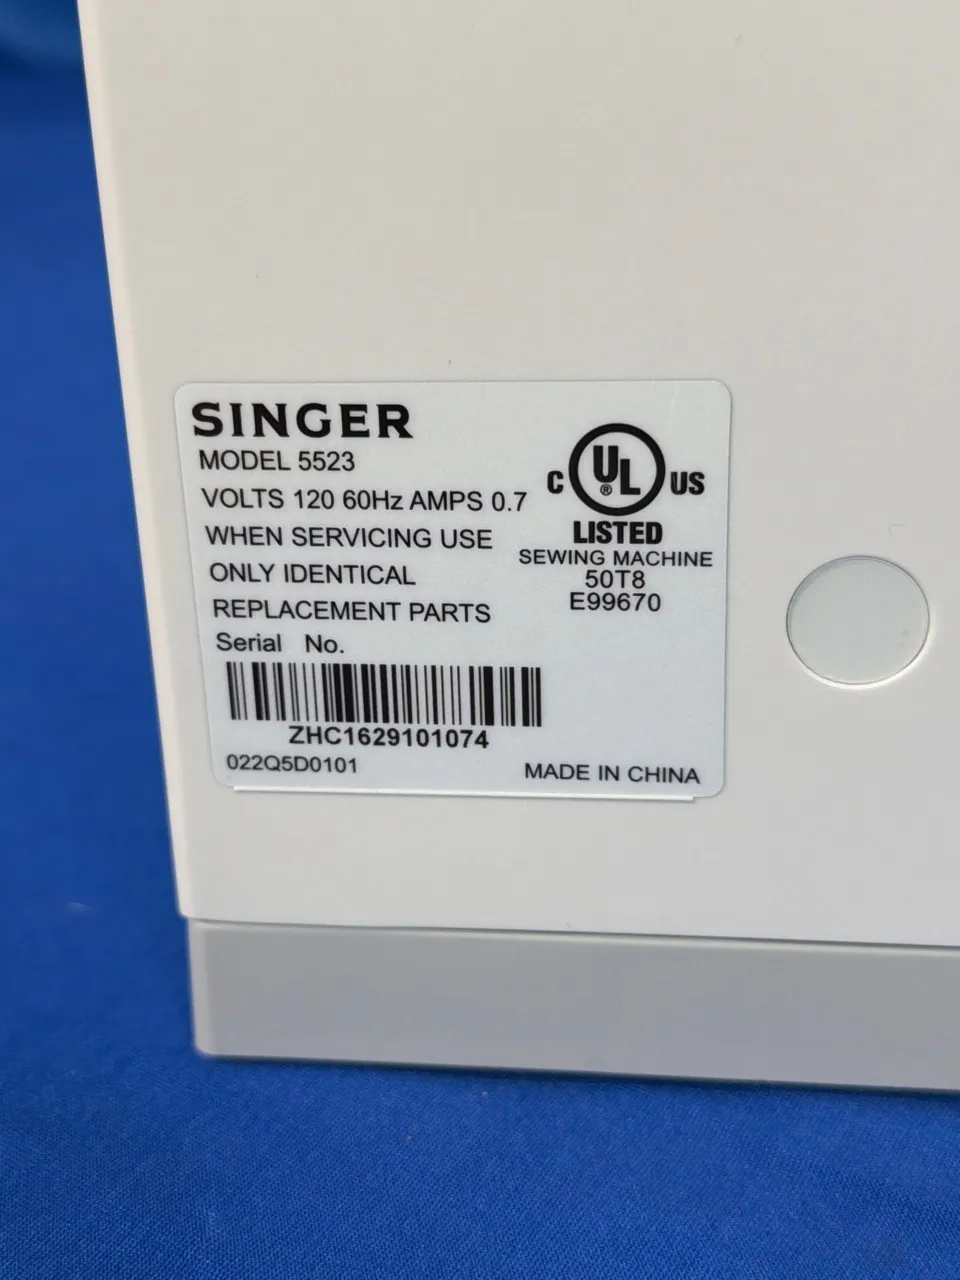 SINGER
MODEL 5523
VOLTS 120 60Hz AMPS 0.7
WHEN SERVICING USE
ONLY IDENTICAL
REPLACEMENT PARTS
C UL ® US
LISTED
SEWING MACHINE
50T8
E99670
Serial No.
ZHC1629101074
022Q5D0101
MADE IN CHINA